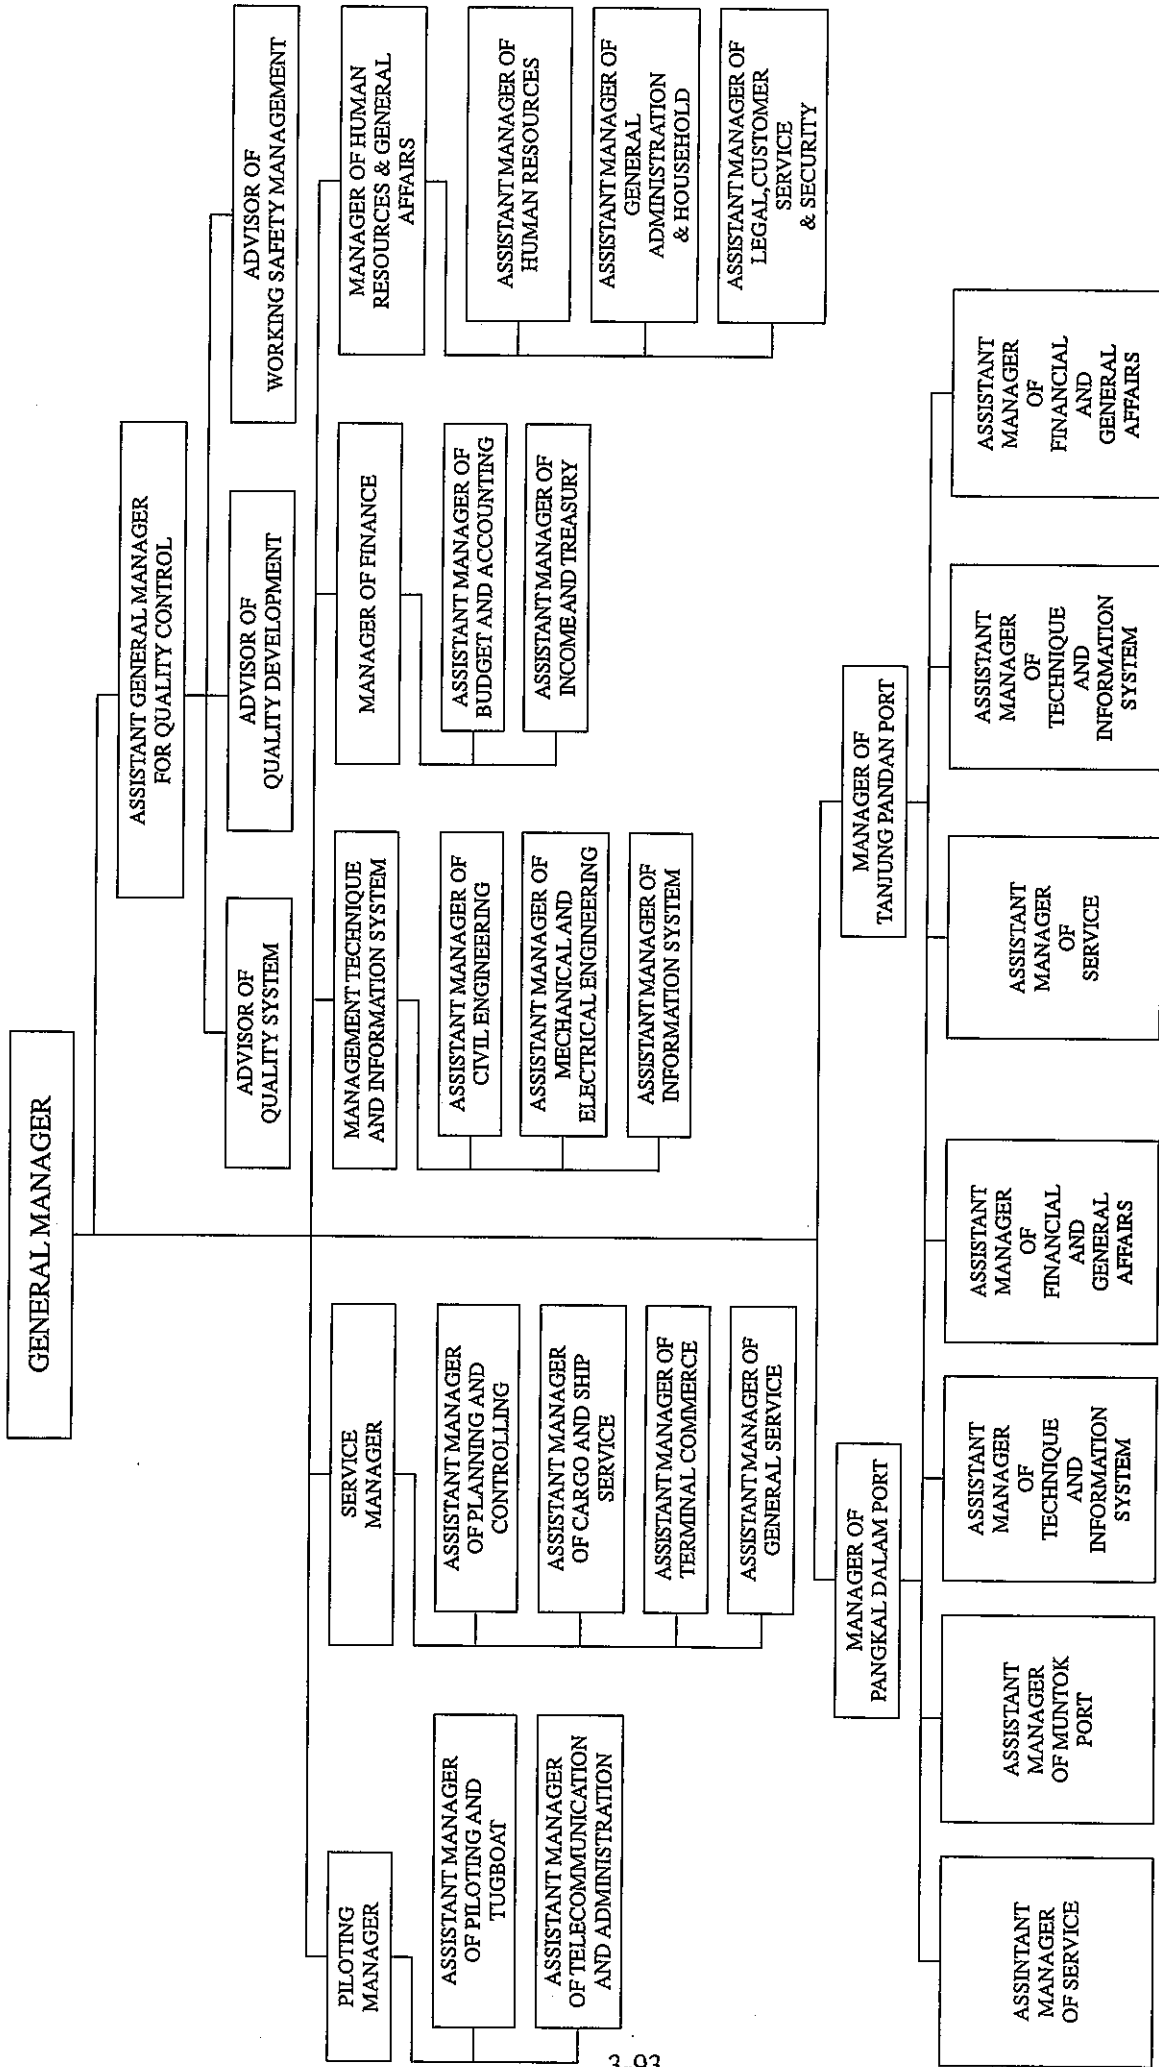 GENERAL MANAGER
ASSISTANT GENERAL MANAGER
FOR QUALITY CONTROL
ADVISOR OF
QUALITY SYSTEM
ADVISOR OF
QUALITY DEVELOPMENT
ADVISOR OF
WORKING SAFETY MANAGEMENT
PILOTING
MANAGER
ASSISTANT MANAGER
OF PILOTING AND
TUGBOAT
ASSISTANT MANAGER
OF TELECOMMUNICATION
AND ADMINISTRATION
SERVICE
MANAGER
ASSISTANT MANAGER
OF PLANNING AND
CONTROLLING
ASSISTANT MANAGER
OF CARGO AND SHIP
SERVICE
ASSISTANT MANAGER OF
TERMINAL COMMERCE
ASSISTANT MANAGER OF
GENERAL SERVICE
MANAGEMENT TECHNIQUE
AND INFORMATION SYSTEM
ASSISTANT MANAGER OF
CIVIL ENGINEERING
ASSISTANT MANAGER OF
MECHANICAL AND
ELECTRICAL ENGINEERING
ASSISTANT MANAGER OF
INFORMATION SYSTEM
MANAGER OF FINANCE
ASSISTANT MANAGER OF
BUDGET AND ACCOUNTING
ASSISTANT MANAGER OF
INCOME AND TREASURY
MANAGER OF HUMAN
RESOURCES & GENERAL
AFFAIRS
ASSISTANT MANAGER OF
HUMAN RESOURCES
ASSISTANT MANAGER OF
GENERAL
ADMINISTRATION
& HOUSEHOLD
ASSISTANT MANAGER OF
LEGAL,CUSTOMER
SERVICE
& SECURITY
MANAGER OF
PANGKAL DALAM PORT
ASSINTANT
MANAGER
OF SERVICE
ASSISTANT
MANAGER
OF MUNTOK
PORT
ASSISTANT
MANAGER
OF
TECHNIQUE
AND
INFORMATION
SYSTEM
ASSISTANT
MANAGER
OF
FINANCIAL
AND
GENERAL
AFFAIRS
MANAGER OF
TANJUNG PANDAN PORT
ASSISTANT
MANAGER
OF
SERVICE
ASSISTANT
MANAGER
OF
TECHNIQUE
AND
INFORMATION
SYSTEM
ASSISTANT
MANAGER
OF
FINANCIAL
AND
GENERAL
AFFAIRS
3-93